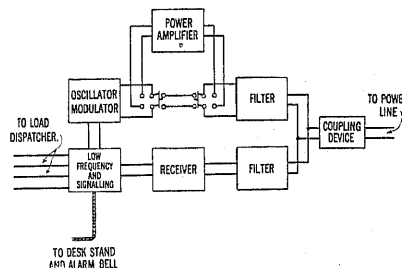 POWER
AMPLIFIER
OSCILLATOR
MODULATOR
FILTER
TO POWER
LINE
COUPLING
DEVICE
TO LOAD
DISPATCHER.
LOW
FREQUENCY
AND
SIGNALLING
RECEIVER
FILTER
TO DESK STAND
AND ALARM BELL